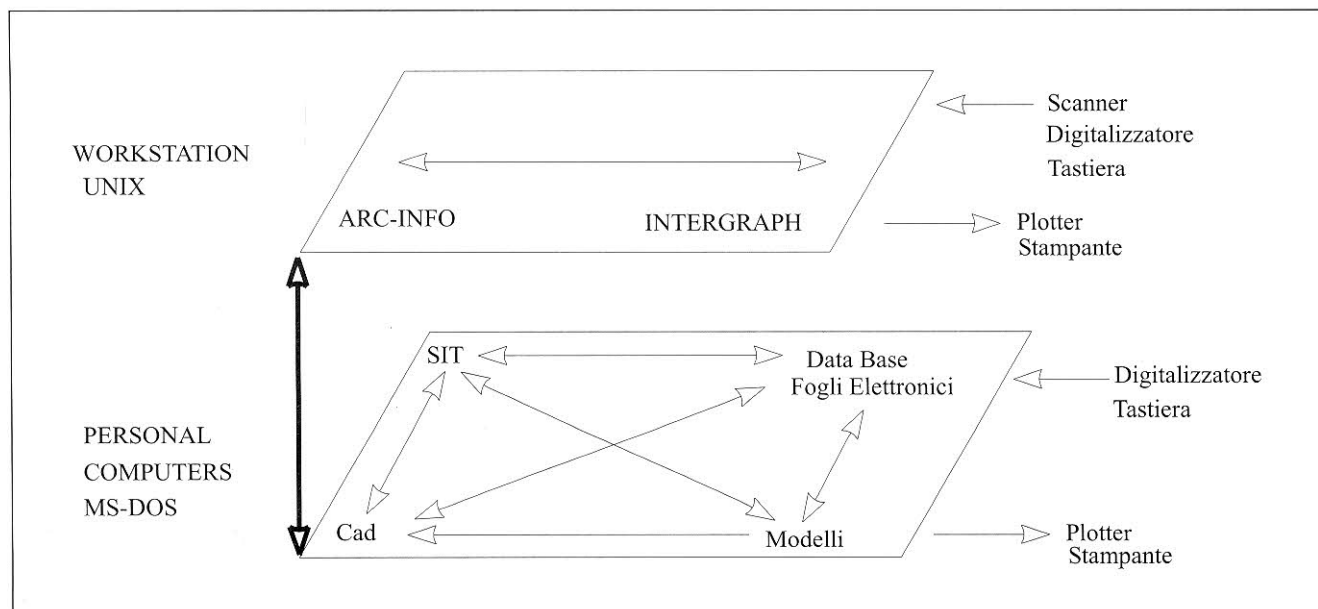 WORKSTATION
UNIX
ARC-INFO
INTERGRAPH
Scanner
Digitalizzatore
Tastiera
Plotter
Stampante
PERSONAL
COMPUTERS
MS-DOS
SIT
Data Base
Fogli Elettronici
Cad
Modelli
Digitalizzatore
Tastiera
Plotter
Stampante